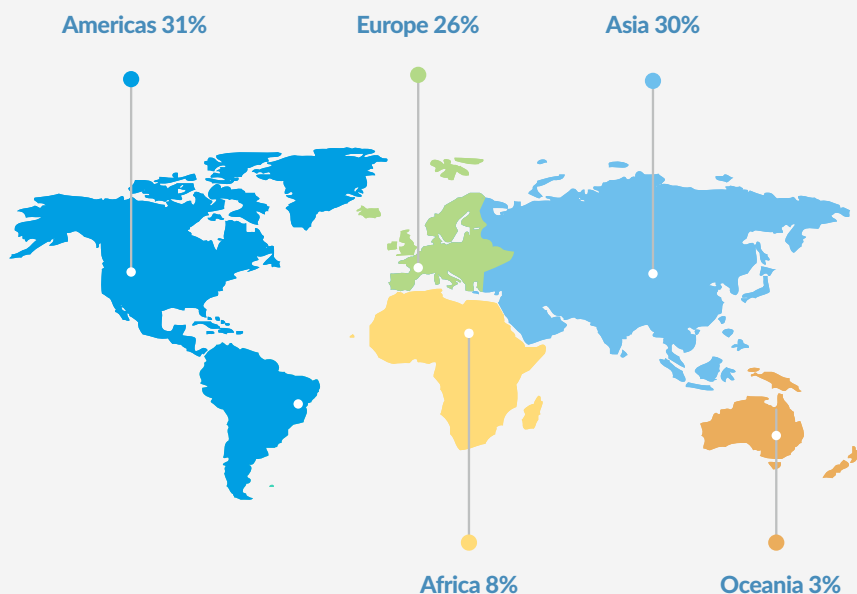 Americas 31%
Europe 26%
Asia 30%
Africa 8%
Oceania 3%